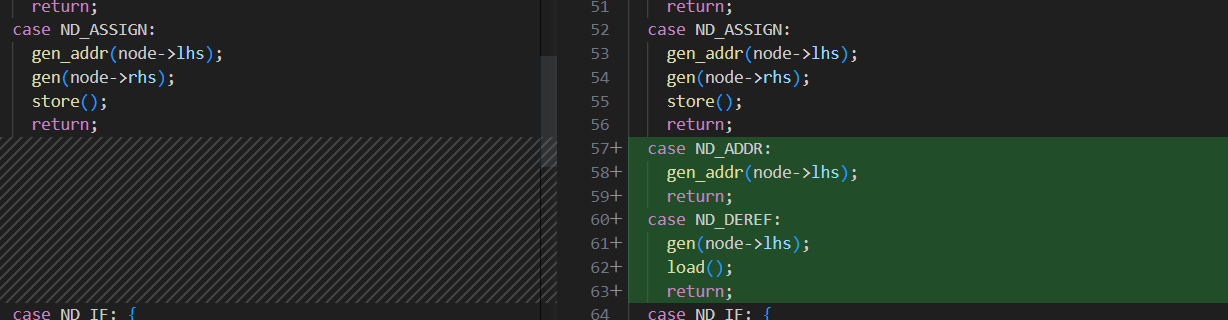 return;
case ND_ASSIGN:
gen_addr(node->lhs);
gen(node->rhs);
store();
return;
case ND_IF: {
51 return;
52 case ND_ASSIGN:
53 gen_addr(node->lhs);
54 gen(node->rhs);
55 store();
56 return;
57+ case ND_ADDR:
58+ gen_addr(node->lhs);
59+ return;
60+ case ND_DEREF:
61+ gen(node->lhs);
62+ load();
63+ return;
64 case ND_IF: {